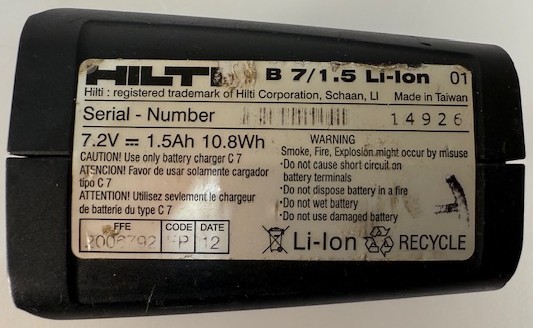 HILTI B 7/1.5 Li-Ion 01
Hilti : registered trademark of Hilti Corporation, Schaan, LI Made in Taiwan
Serial - Number 14926
7.2V ⎓ 1.5Ah 10.8Wh
CAUTION! Use only battery charger C 7
ATENCION! Favor de usar solamente cargador
tipo C 7
ATTENTION! Utilisez sevlement le chargeur
de batterie du type C 7
WARNING
Smoke, Fire, Explosion might occur by misuse
·Do not cause short circuit on
battery terminals
·Do not dispose battery in a fire
·Do not wet battery
·Do not use damaged battery
FFE CODE DATE
2006792 12
Li-Ion RECYCLE